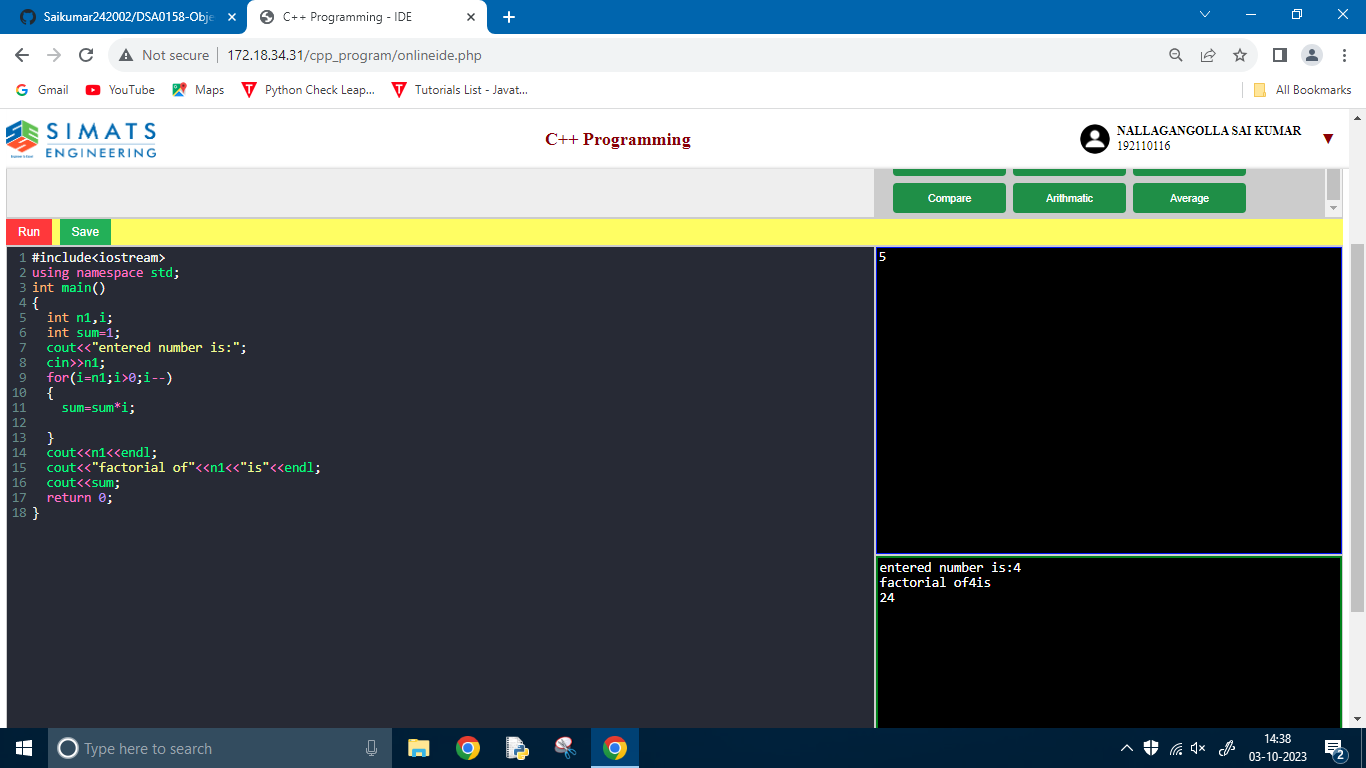 Saikumar242002/DSA0158-Obje
C++ Programming - IDE
Not secure
172.18.34.31/cpp_program/onlineide.php
Gmail
YouTube
Maps
Python Check Leap...
Tutorials List - Javat...
All Bookmarks
SIMATS
ENGINEERING
C++ Programming
NALLAGANGOLLA SAI KUMAR
192110116
Compare
Arithmatic
Average
Run
Save
1 #include<iostream>
2 using namespace std;
3 int main()
4 {
5   int n1,i;
6   int sum=1;
7   cout<<"entered number is:";
8   cin>>n1;
9   for(i=n1;i>0;i--)
10   {
11     sum=sum*i;
12
13   }
14   cout<<n1<<endl;
15   cout<<"factorial of"<<n1<<"is"<<endl;
16   cout<<sum;
17   return 0;
18 }
5
entered number is:4
factorial of4is
24
Type here to search
14:38
03-10-2023
2